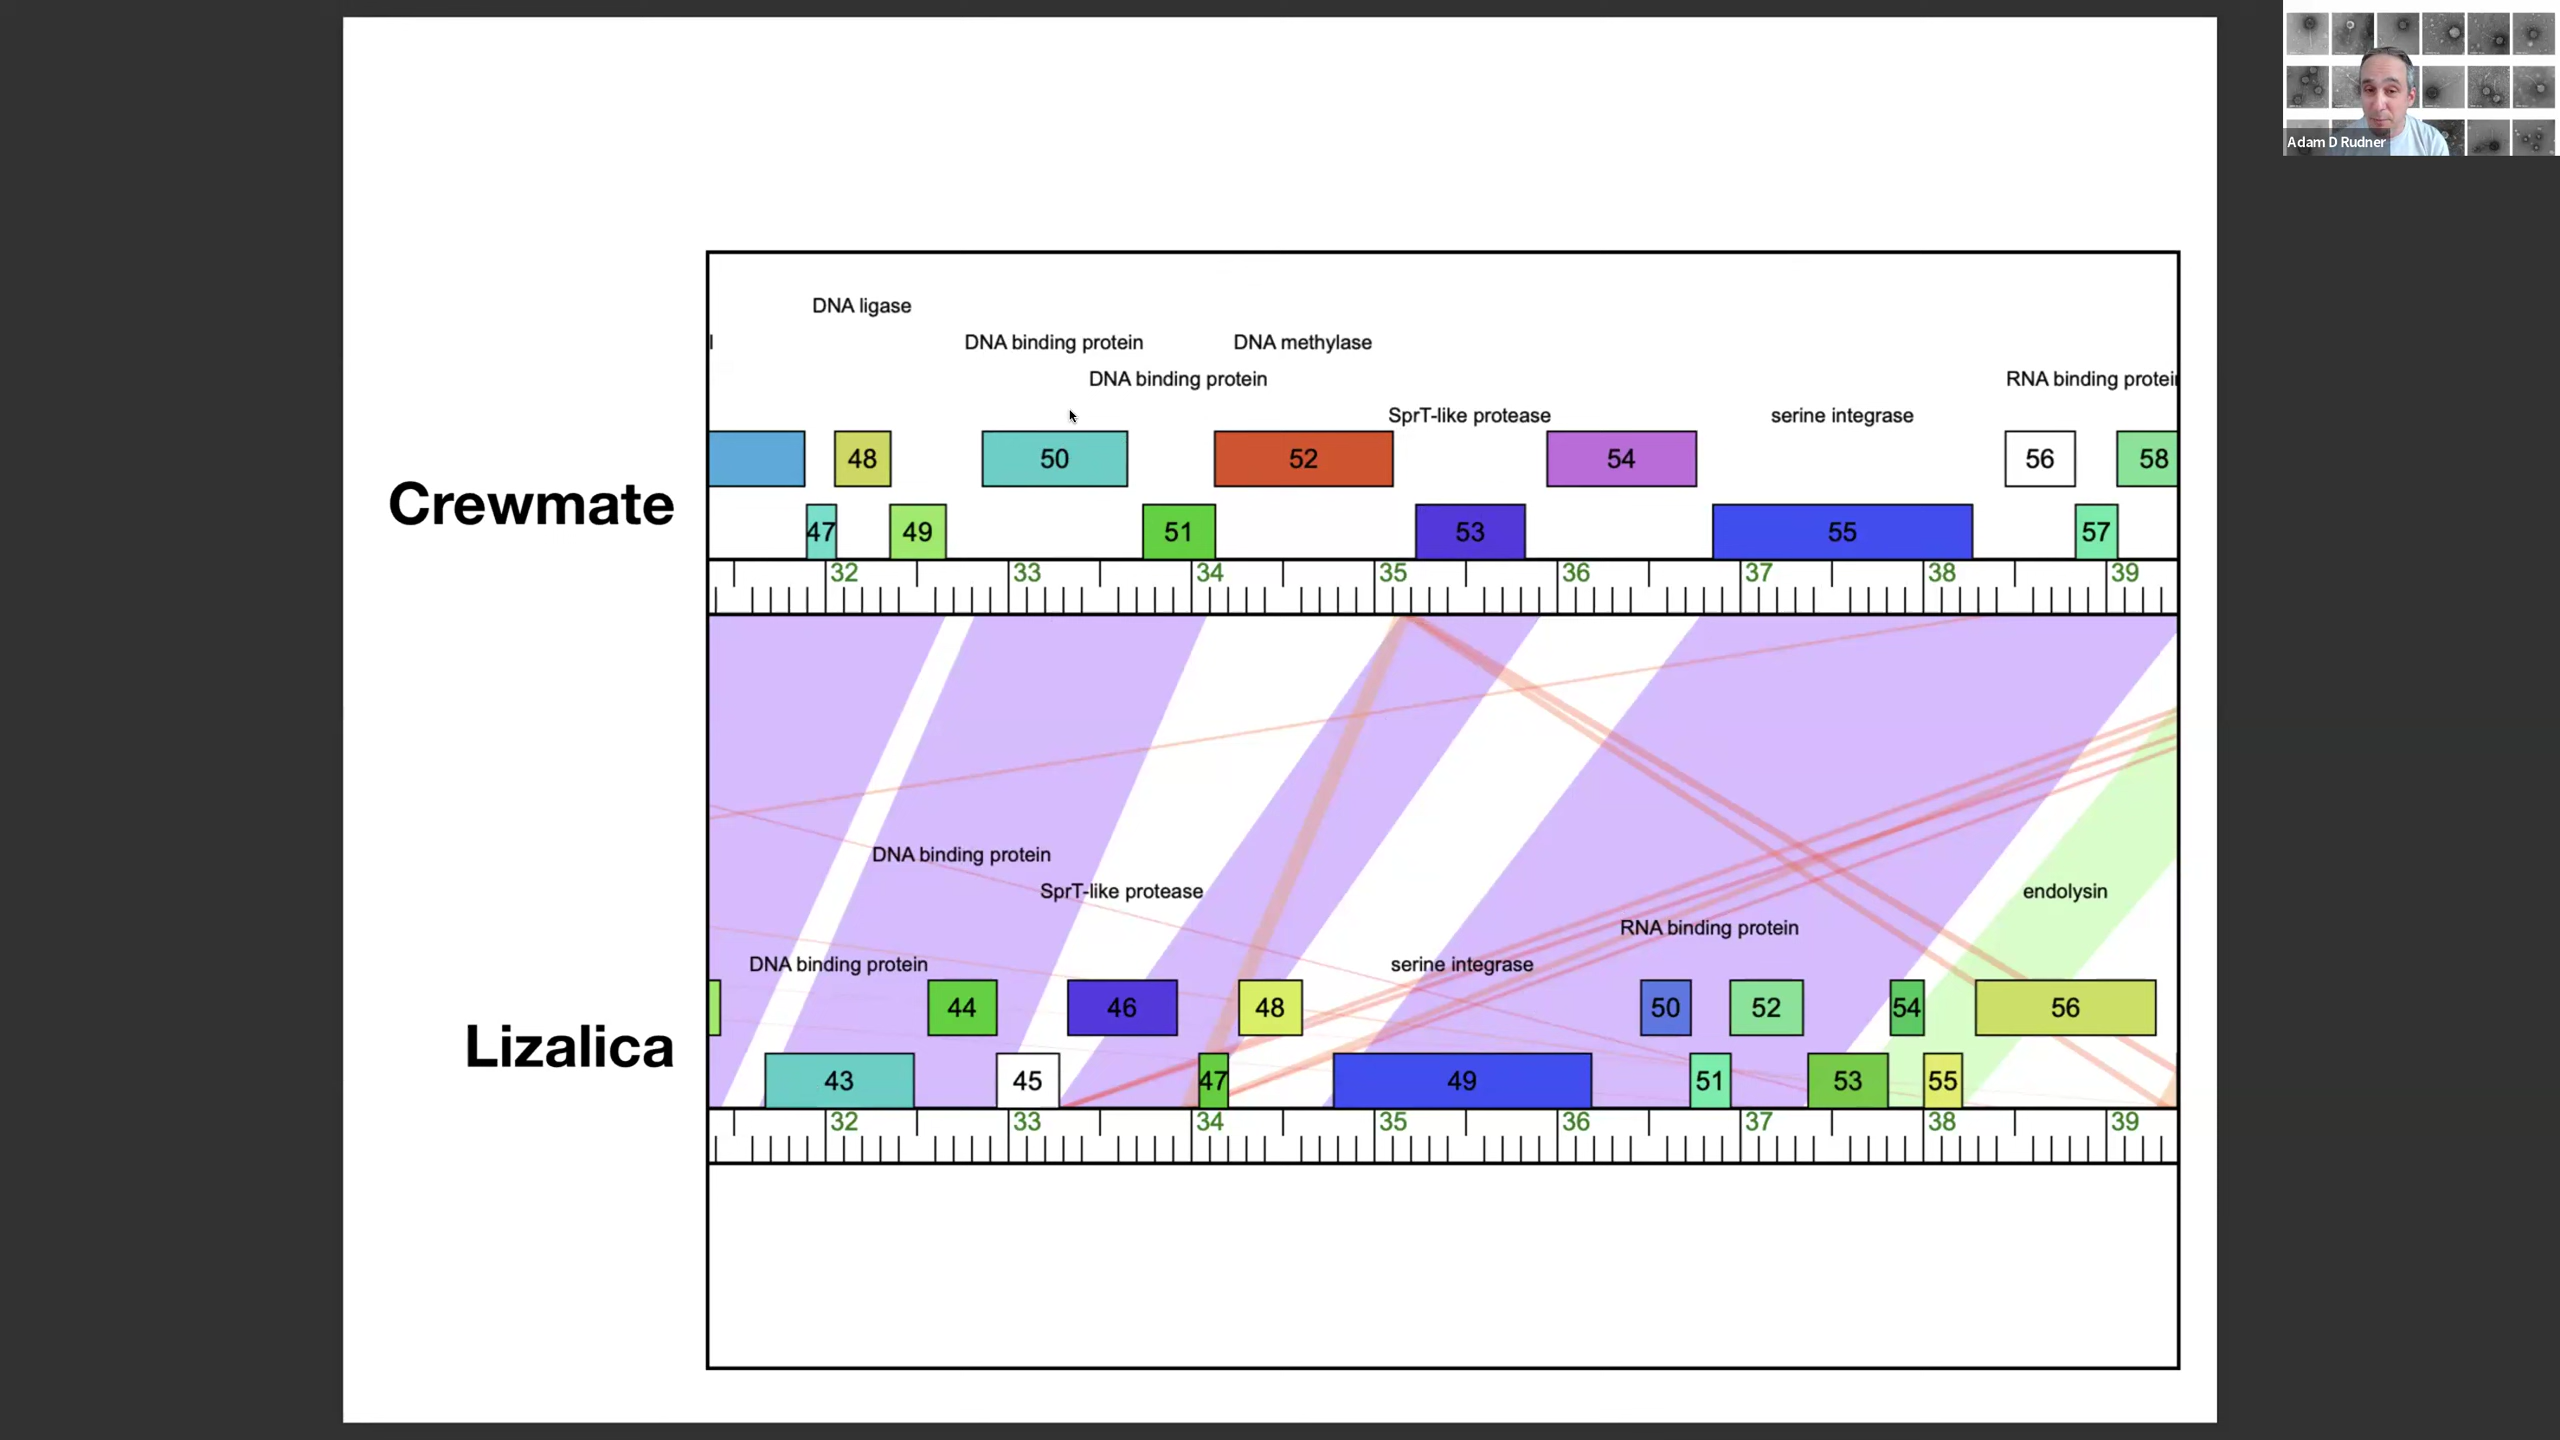 Adam D Rudner
DNA ligase
l
DNA binding protein DNA methylase
DNA binding protein RNA binding protein
SprT-like protease serine integrase
48 50 52 54 56 58
Crewmate
47 49 51 53 55 57
32 33 34 35 36 37 38 39
DNA binding protein
SprT-like protease endolysin
RNA binding protein
DNA binding protein serine integrase
44 46 48 50 52 54 56
Lizalica
43 45 47 49 51 53 55
32 33 34 35 36 37 38 39